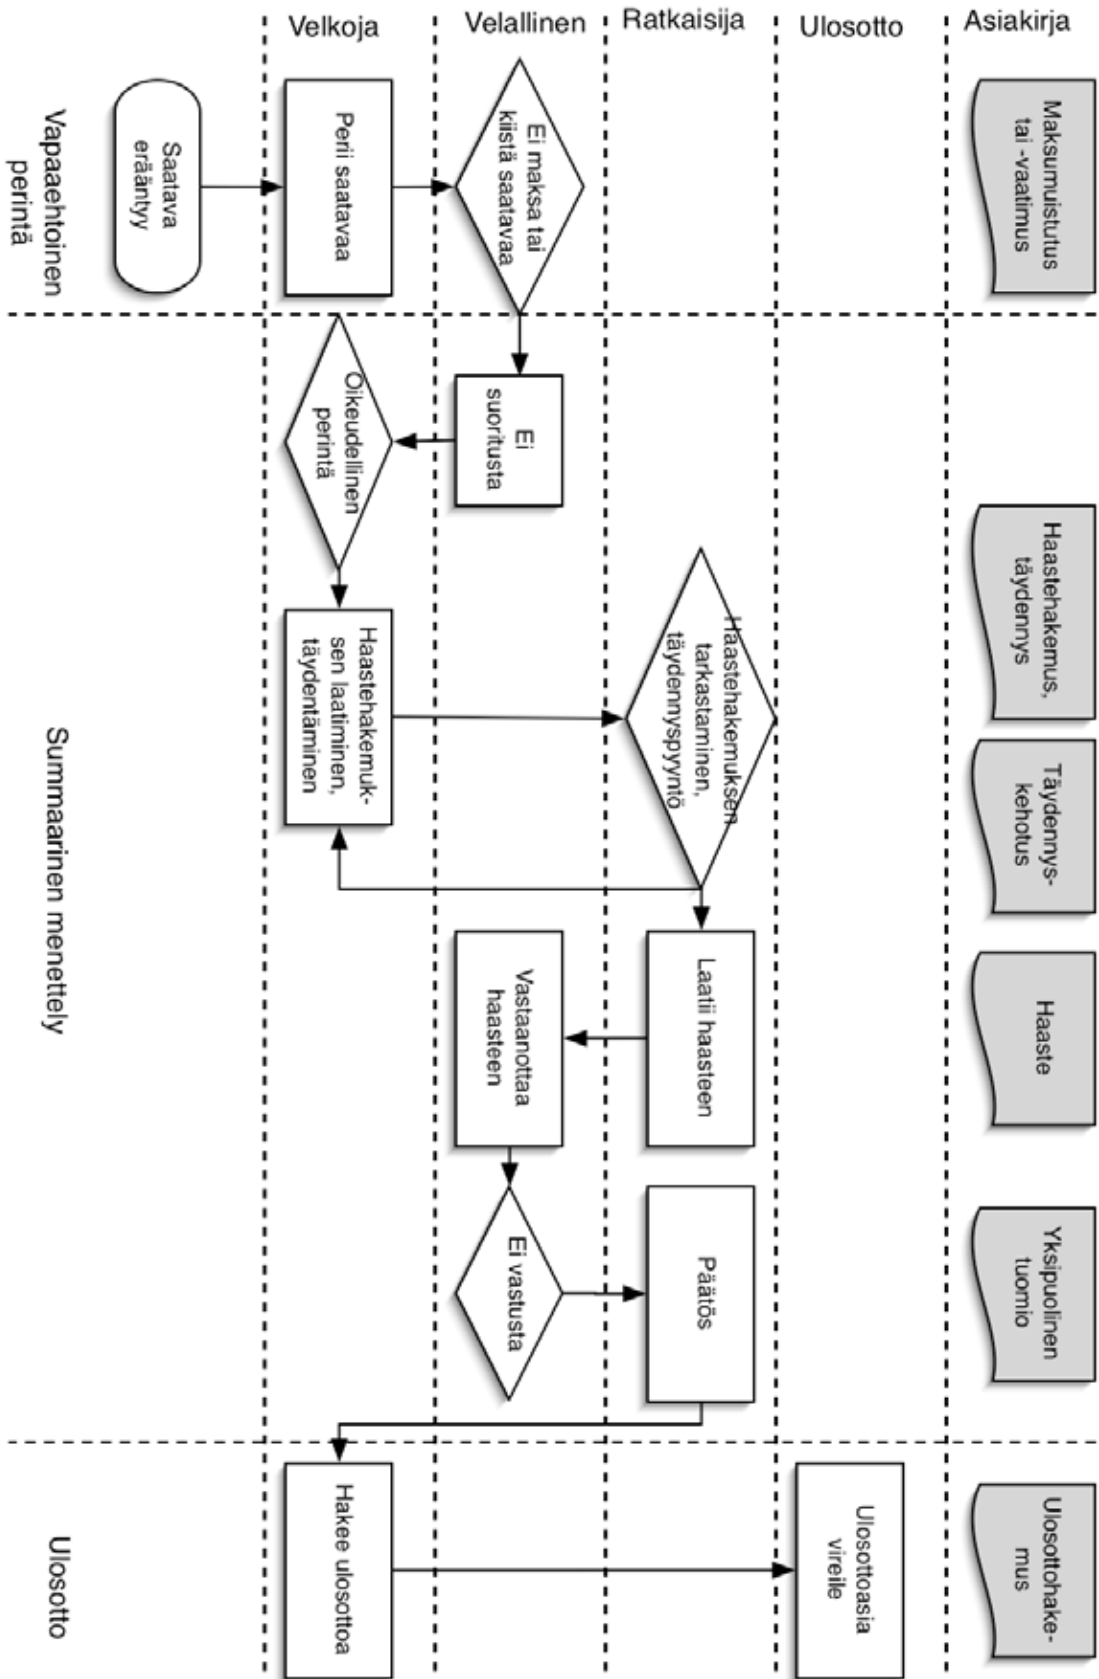 Velkoja
Velallinen
Ratkaisija
Ulosotto
Asiakirja
Vapaaehtoinen
perintä
Saatava
erääntyy
Perii saatavaa
Ei maksa tai
kiistä saatavaa
Maksumuistutus
tai -vaatimus
Summaarinen menettely
Ei
suoritusta
Oikeudellinen
perintä
Haastehakemuk-
sen laatiminen,
täydentäminen
Haastehakemuksen
tarkastaminen,
täydennyspyyntö
Haastehakemus,
täydennys
Täydennys-
kehotus
Laatii haasteen
Vastaanottaa
haasteen
Haaste
Ei vastusta
Päätös
Yksipuolinen
tuomio
Ulosotto
Hakee ulosottoa
Ulosottoasia
vireile
Ulosottohake-
mus